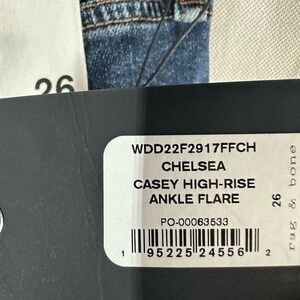 26
WDD22F2917FFCH
CHELSEA
CASEY HIGH-RISE
ANKLE FLARE
PO-00063533
1 95225 24556 2
26
rag & bone